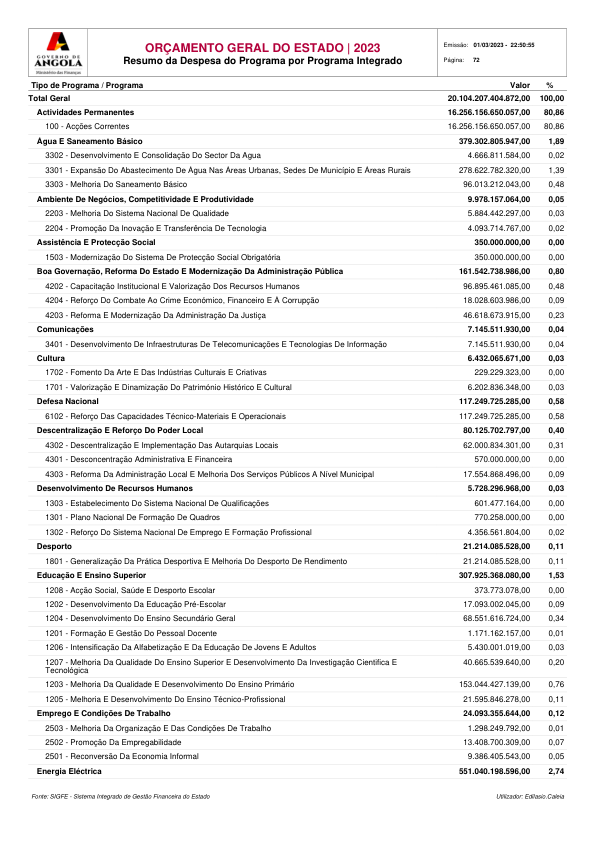 GOVERNO DE
ANGOLA
Ministério das Finanças
ORÇAMENTO GERAL DO ESTADO | 2023
Resumo da Despesa do Programa por Programa Integrado
Emissão: 01/03/2023 - 22:50:55
Página: 72
Tipo de Programa / Programa Valor %
Total Geral 20.104.207.404.872,00 100,00
Actividades Permanentes 16.256.156.650.057,00 80,86
100 - Acções Correntes 16.256.156.650.057,00 80,86
Água E Saneamento Básico 379.302.805.947,00 1,89
3302 - Desenvolvimento E Consolidação Do Sector Da Agua 4.666.811.584,00 0,02
3301 - Expansão Do Abastecimento De Água Nas Áreas Urbanas, Sedes De Município E Áreas Rurais 278.622.782.320,00 1,39
3303 - Melhoria Do Saneamento Básico 96.013.212.043,00 0,48
Ambiente De Negócios, Competitividade E Produtividade 9.978.157.064,00 0,05
2203 - Melhoria Do Sistema Nacional De Qualidade 5.884.442.297,00 0,03
2204 - Promoção Da Inovação E Transferência De Tecnologia 4.093.714.767,00 0,02
Assistência E Protecção Social 350.000.000,00 0,00
1503 - Modernização Do Sistema De Protecção Social Obrigatória 350.000.000,00 0,00
Boa Governação, Reforma Do Estado E Modernização Da Administração Pública 161.542.738.986,00 0,80
4202 - Capacitação Institucional E Valorização Dos Recursos Humanos 96.895.461.085,00 0,48
4204 - Reforço Do Combate Ao Crime Económico, Financeiro E À Corrupção 18.028.603.986,00 0,09
4203 - Reforma E Modernização Da Administração Da Justiça 46.618.673.915,00 0,23
Comunicações 7.145.511.930,00 0,04
3401 - Desenvolvimento De Infraestruturas De Telecomunicações E Tecnologias De Informação 7.145.511.930,00 0,04
Cultura 6.432.065.671,00 0,03
1702 - Fomento Da Arte E Das Indústrias Culturais E Criativas 229.229.323,00 0,00
1701 - Valorização E Dinamização Do Património Histórico E Cultural 6.202.836.348,00 0,03
Defesa Nacional 117.249.725.285,00 0,58
6102 - Reforço Das Capacidades Técnico-Materiais E Operacionais 117.249.725.285,00 0,58
Descentralização E Reforço Do Poder Local 80.125.702.797,00 0,40
4302 - Descentralização E Implementação Das Autarquias Locais 62.000.834.301,00 0,31
4301 - Desconcentração Administrativa E Financeira 570.000.000,00 0,00
4303 - Reforma Da Administração Local E Melhoria Dos Serviços Públicos A Nível Municipal 17.554.868.496,00 0,09
Desenvolvimento De Recursos Humanos 5.728.296.968,00 0,03
1303 - Estabelecimento Do Sistema Nacional De Qualificações 601.477.164,00 0,00
1301 - Plano Nacional De Formação De Quadros 770.258.000,00 0,00
1302 - Reforço Do Sistema Nacional De Emprego E Formação Profissional 4.356.561.804,00 0,02
Desporto 21.214.085.528,00 0,11
1801 - Generalização Da Prática Desportiva E Melhoria Do Desporto De Rendimento 21.214.085.528,00 0,11
Educação E Ensino Superior 307.925.368.080,00 1,53
1208 - Acção Social, Saúde E Desporto Escolar 373.773.078,00 0,00
1202 - Desenvolvimento Da Educação Pré-Escolar 17.093.002.045,00 0,09
1204 - Desenvolvimento Do Ensino Secundário Geral 68.551.616.724,00 0,34
1201 - Formação E Gestão Do Pessoal Docente 1.171.162.157,00 0,01
1206 - Intensificação Da Alfabetização E Da Educação De Jovens E Adultos 5.430.001.019,00 0,03
1207 - Melhoria Da Qualidade Do Ensino Superior E Desenvolvimento Da Investigação Cientifica E 40.665.539.640,00 0,20
Tecnológica
1203 - Melhoria Da Qualidade E Desenvolvimento Do Ensino Primário 153.044.427.139,00 0,76
1205 - Melhoria E Desenvolvimento Do Ensino Técnico-Profissional 21.595.846.278,00 0,11
Emprego E Condições De Trabalho 24.093.355.644,00 0,12
2503 - Melhoria Da Organização E Das Condições De Trabalho 1.298.249.792,00 0,01
2502 - Promoção Da Empregabilidade 13.408.700.309,00 0,07
2501 - Reconversão Da Economia Informal 9.386.405.543,00 0,05
Energia Eléctrica 551.040.198.596,00 2,74
Fonte: SIGFE - Sistema Integrado de Gestão Financeira do Estado Utilizador: Edilasio.Caleia